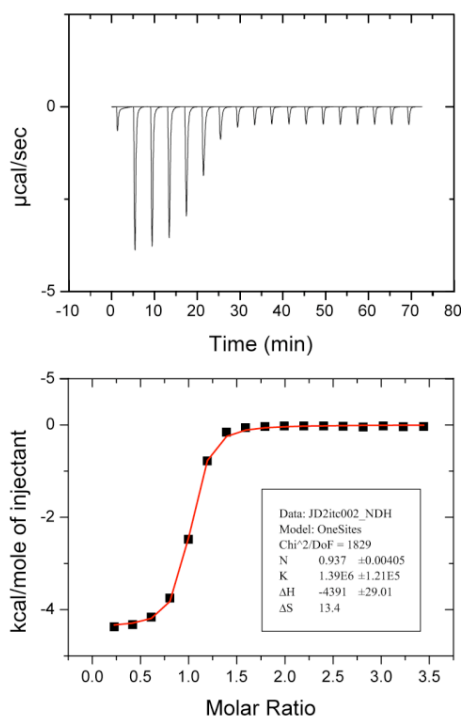 0
-5
µcal/sec
-10 0 10 20 30 40 50 60 70 80
Time (min)
-5
0
-2
-4
kcal/mole of injectant
Data: JD2itc002_NDH
Model: OneSites
Chi^2/DoF = 1829
N 0.937 ±0.00405
K 1.39E6 ±1.21E5
ΔH -4391 ±29.01
ΔS 13.4
0.0 0.5 1.0 1.5 2.0 2.5 3.0 3.5
Molar Ratio